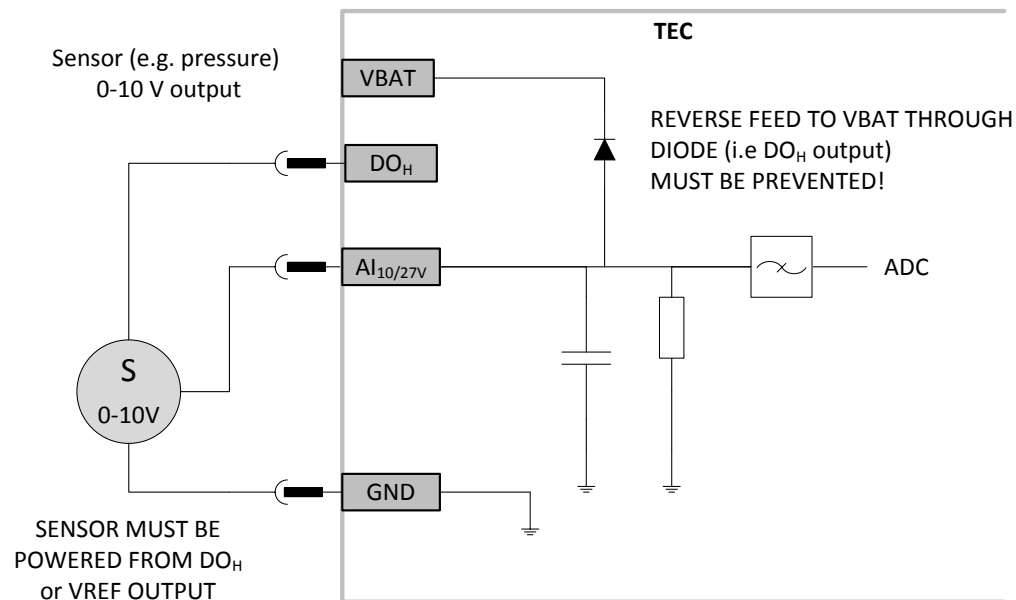 TEC
Sensor (e.g. pressure)
0-10 V output
VBAT
REVERSE FEED TO VBAT THROUGH
DIODE (i.e DOH output)
MUST BE PREVENTED!
DOH
AI10/27V
ADC
S
0-10V
GND
SENSOR MUST BE
POWERED FROM DOH
or VREF OUTPUT